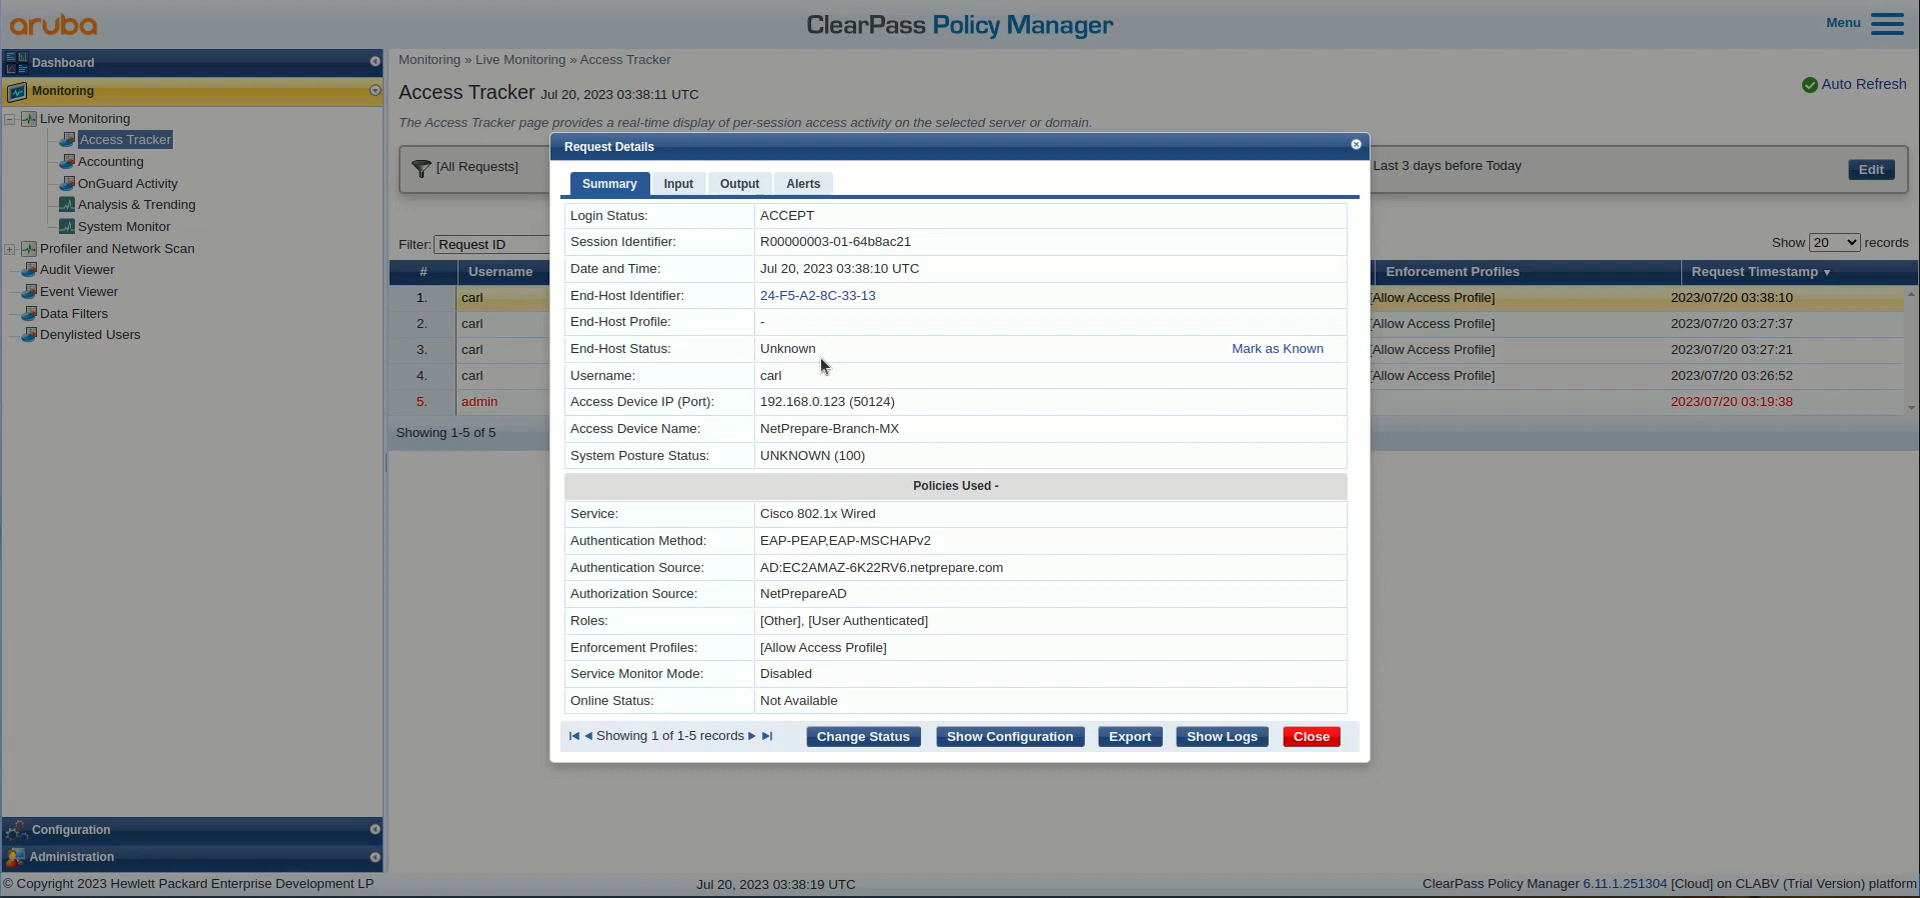 aruba
ClearPass Policy Manager
Menu
Dashboard
Monitoring
Live Monitoring
Access Tracker
Accounting
OnGuard Activity
Analysis & Trending
System Monitor
Profiler and Network Scan
Audit Viewer
Event Viewer
Data Filters
Denylisted Users
Configuration
Administration
Monitoring » Live Monitoring » Access Tracker
Access Tracker Jul 20, 2023 03:38:11 UTC
Auto Refresh
The Access Tracker page provides a real-time display of per-session access activity on the selected server or domain.
[All Requests]
Last 3 days before Today
Edit
Filter: Request ID
Show 20 records
# Username Enforcement Profiles Request Timestamp ▼
1. carl [Allow Access Profile] 2023/07/20 03:38:10
2. carl [Allow Access Profile] 2023/07/20 03:27:37
3. carl [Allow Access Profile] 2023/07/20 03:27:21
4. carl [Allow Access Profile] 2023/07/20 03:26:52
5. admin 2023/07/20 03:19:38
Showing 1-5 of 5
Request Details
Summary Input Output Alerts
Login Status: ACCEPT
Session Identifier: R00000003-01-64b8ac21
Date and Time: Jul 20, 2023 03:38:10 UTC
End-Host Identifier: 24-F5-A2-8C-33-13
End-Host Profile: -
End-Host Status: Unknown Mark as Known
Username: carl
Access Device IP (Port): 192.168.0.123 (50124)
Access Device Name: NetPrepare-Branch-MX
System Posture Status: UNKNOWN (100)
Policies Used -
Service: Cisco 802.1x Wired
Authentication Method: EAP-PEAP,EAP-MSCHAPv2
Authentication Source: AD:EC2AMAZ-6K22RV6.netprepare.com
Authorization Source: NetPrepareAD
Roles: [Other], [User Authenticated]
Enforcement Profiles: [Allow Access Profile]
Service Monitor Mode: Disabled
Online Status: Not Available
Showing 1 of 1-5 records
Change Status Show Configuration Export Show Logs Close
© Copyright 2023 Hewlett Packard Enterprise Development LP
Jul 20, 2023 03:38:19 UTC
ClearPass Policy Manager 6.11.1.251304 [Cloud] on CLABV (Trial Version) platform